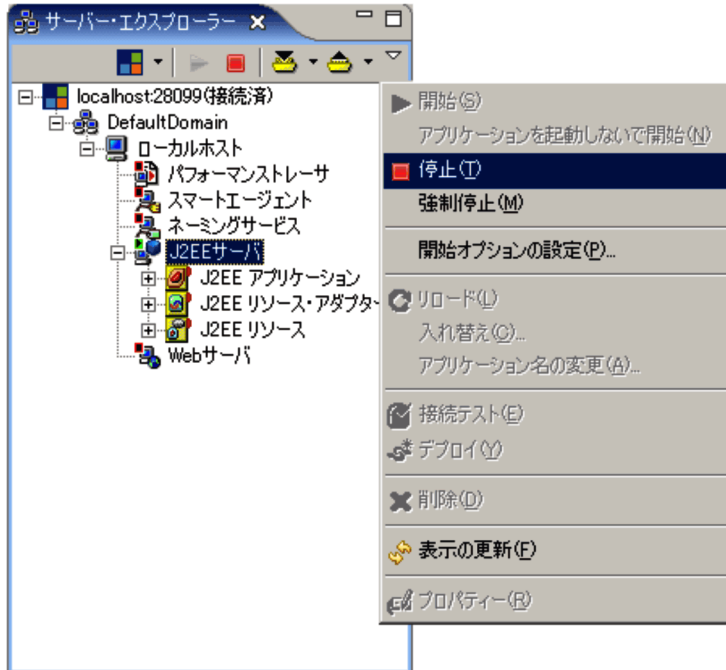 サーバー・エクスプローラー
localhost:28099(接続済)
DefaultDomain
ローカルホスト
パフォーマンストレーサ
スマートエージェント
ネーミングサービス
J2EEサーバ
J2EE アプリケーション
J2EE リソース・アダプター
J2EE リソース
Webサーバ
開始(S)
アプリケーションを起動しないで開始(N)
停止(T)
強制停止(M)
開始オプションの設定(P)...
リロード(L)
入れ替え(C)...
アプリケーション名の変更(A)...
接続テスト(E)
デプロイ(Y)
削除(D)
表示の更新(F)
プロパティー(R)